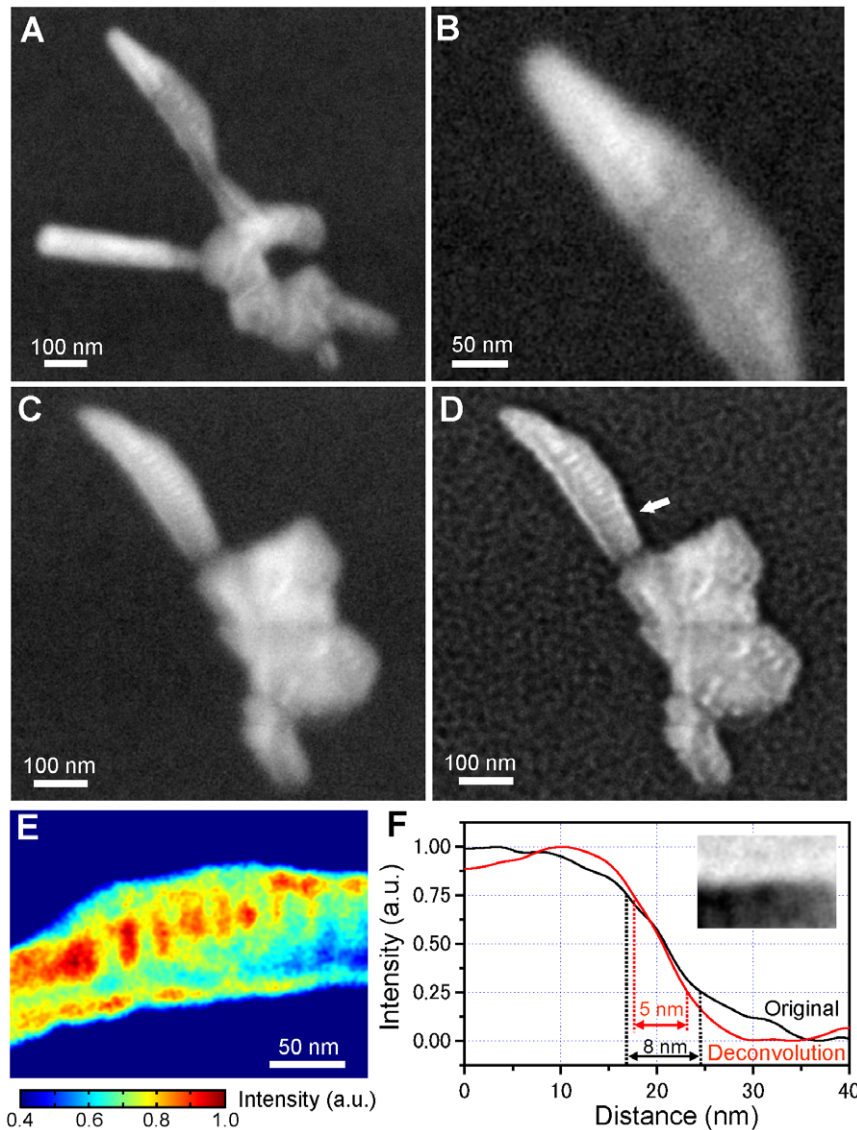 A
100 nm
B
50 nm
C
100 nm
D
100 nm
E
50 nm
0.4 0.6 0.8 1.0
Intensity (a.u.)
F
Intensity (a.u.)
1.00
0.75
0.50
0.25
0.00
5 nm
8 nm
Original
Deconvolution
0 10 20 30 40
Distance (nm)